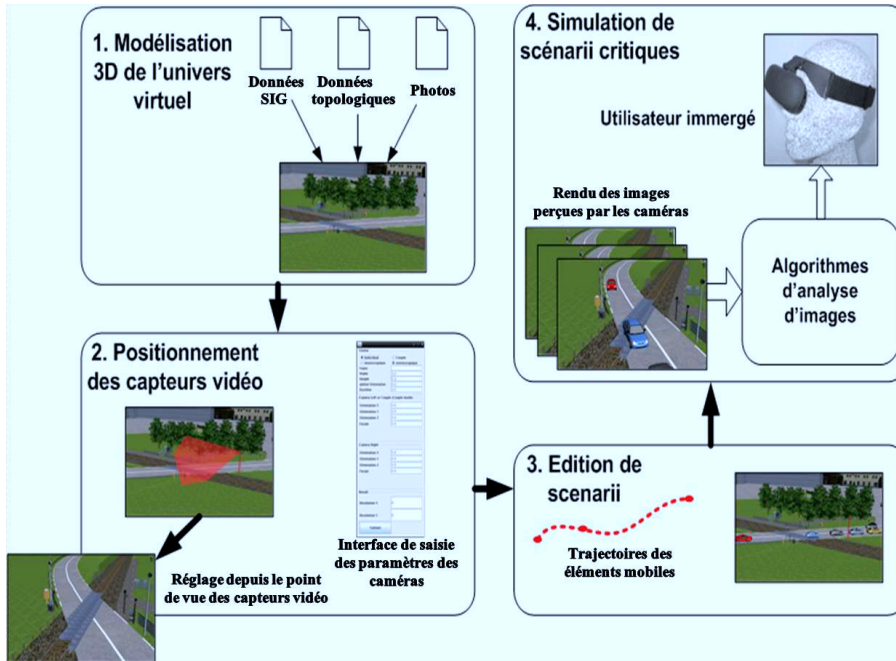 1. Modélisation
3D de l'univers
virtuel
Données
SIG
Données
topologiques
Photos
2. Positionnement
des capteurs vidéo
Réglage depuis le point
de vue des capteurs vidéo
Interface de saisie
des paramètres des
caméras
3. Edition de
scenarii
Trajectoires des
éléments mobiles
4. Simulation de
scénarii critiques
Utilisateur immergé
Rendu des images
perçues par les caméras
Algorithmes
d'analyse
d'images